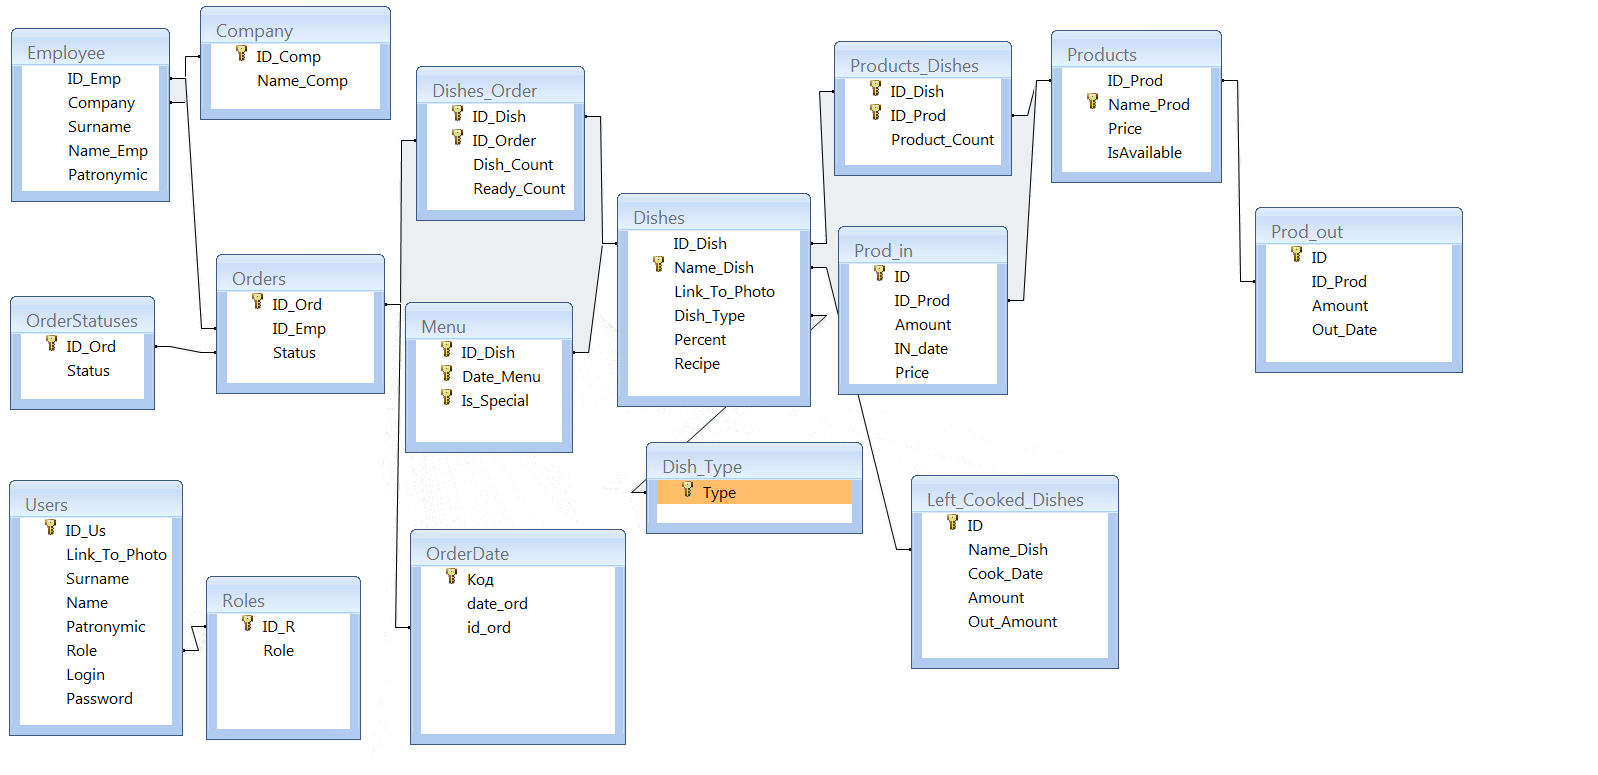 Employee
ID_Emp
Company
Surname
Name_Emp
Patronymic
Company
ID_Comp
Name_Comp
Dishes_Order
ID_Dish
ID_Order
Dish_Count
Ready_Count
Products_Dishes
ID_Dish
ID_Prod
Product_Count
Products
ID_Prod
Name_Prod
Price
IsAvailable
Dishes
ID_Dish
Name_Dish
Link_To_Photo
Dish_Type
Percent
Recipe
Prod_in
ID
ID_Prod
Amount
IN_date
Price
Prod_out
ID
ID_Prod
Amount
Out_Date
OrderStatuses
ID_Ord
Status
Orders
ID_Ord
ID_Emp
Status
Menu
ID_Dish
Date_Menu
Is_Special
Dish_Type
Type
Left_Cooked_Dishes
ID
Name_Dish
Cook_Date
Amount
Out_Amount
Users
ID_Us
Link_To_Photo
Surname
Name
Patronymic
Role
Login
Password
Roles
ID_R
Role
OrderDate
Код
date_ord
id_ord